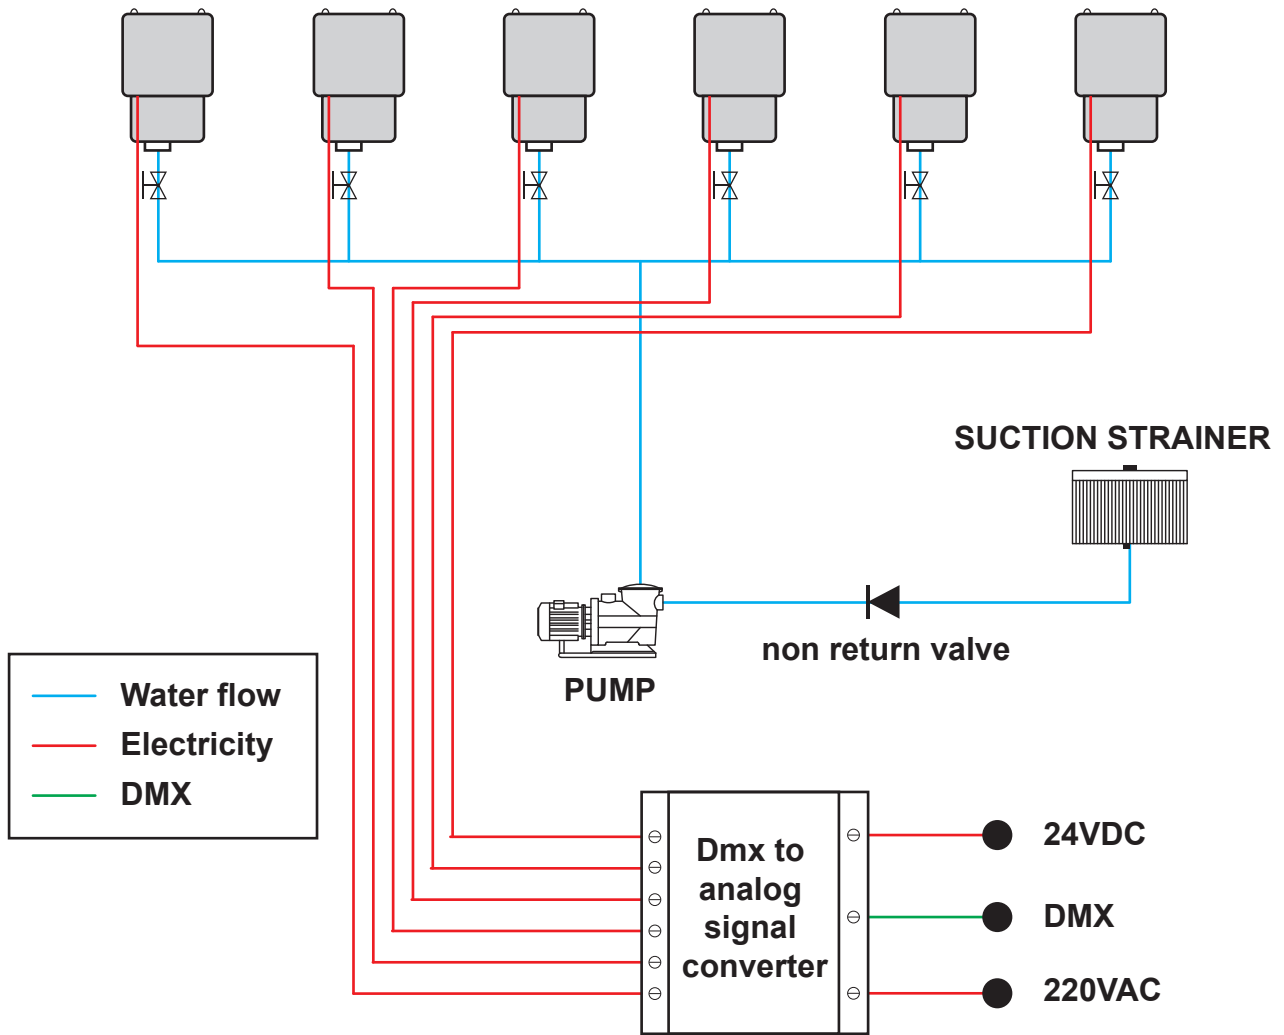 SUCTION STRAINER
non return valve
PUMP
Water flow
Electricity
DMX
Dmx to
analog
signal
converter
24VDC
DMX
220VAC